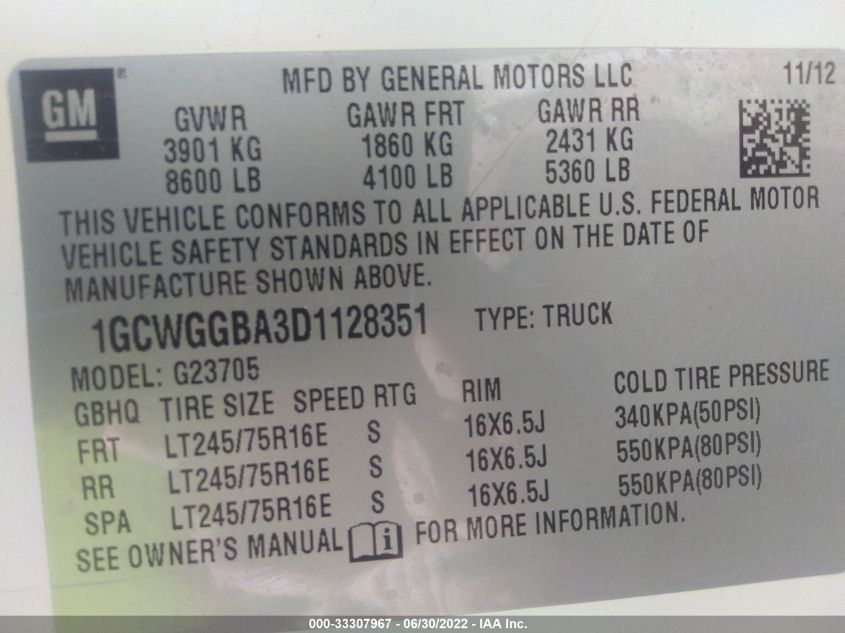 GM ®
MFD BY GENERAL MOTORS LLC 11/12
GVWR GAWR FRT GAWR RR
3901 KG 1860 KG 2431 KG
8600 LB 4100 LB 5360 LB
THIS VEHICLE CONFORMS TO ALL APPLICABLE U.S. FEDERAL MOTOR
VEHICLE SAFETY STANDARDS IN EFFECT ON THE DATE OF
MANUFACTURE SHOWN ABOVE.
1GCWGGBA3D1128351 TYPE: TRUCK
MODEL: G23705
GBHQ TIRE SIZE SPEED RTG RIM COLD TIRE PRESSURE
FRT LT245/75R16E S 16X6.5J 340KPA(50PSI)
RR LT245/75R16E S 16X6.5J 550KPA(80PSI)
SPA LT245/75R16E S 16X6.5J 550KPA(80PSI)
SEE OWNER'S MANUAL i FOR MORE INFORMATION.
000-33307967 - 06/30/2022 - IAA Inc.